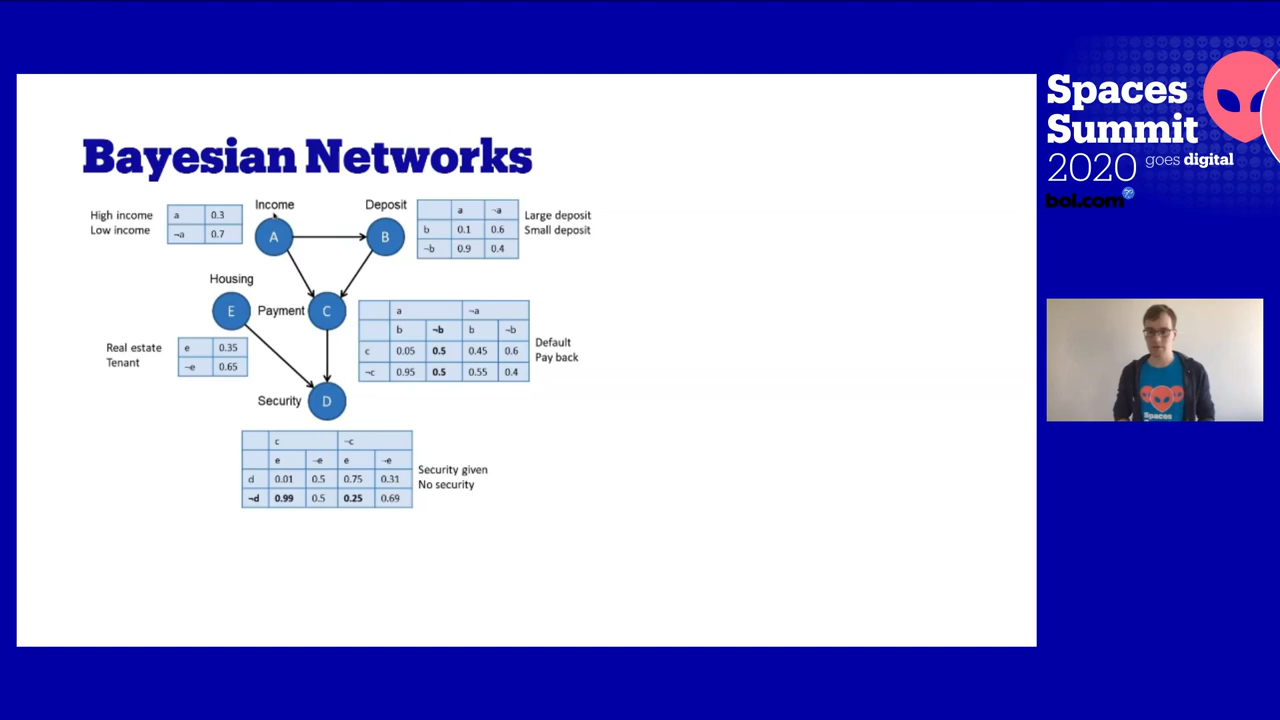 Spaces
Summit
2020 goes digital
bol.com
Bayesian Networks
Income
Deposit
High income
Low income
a 0.3
¬a 0.7
A
B
a ¬a
b 0.1 0.6
¬b 0.9 0.4
Large deposit
Small deposit
Housing
E
Payment
C
Real estate
Tenant
e 0.35
¬e 0.65
a ¬a
b ¬b b ¬b
c 0.05 0.5 0.45 0.6
¬c 0.95 0.5 0.55 0.4
Default
Pay back
Security
D
c ¬c
e ¬e e ¬e
d 0.01 0.5 0.75 0.31
¬d 0.99 0.5 0.25 0.69
Security given
No security
Spaces